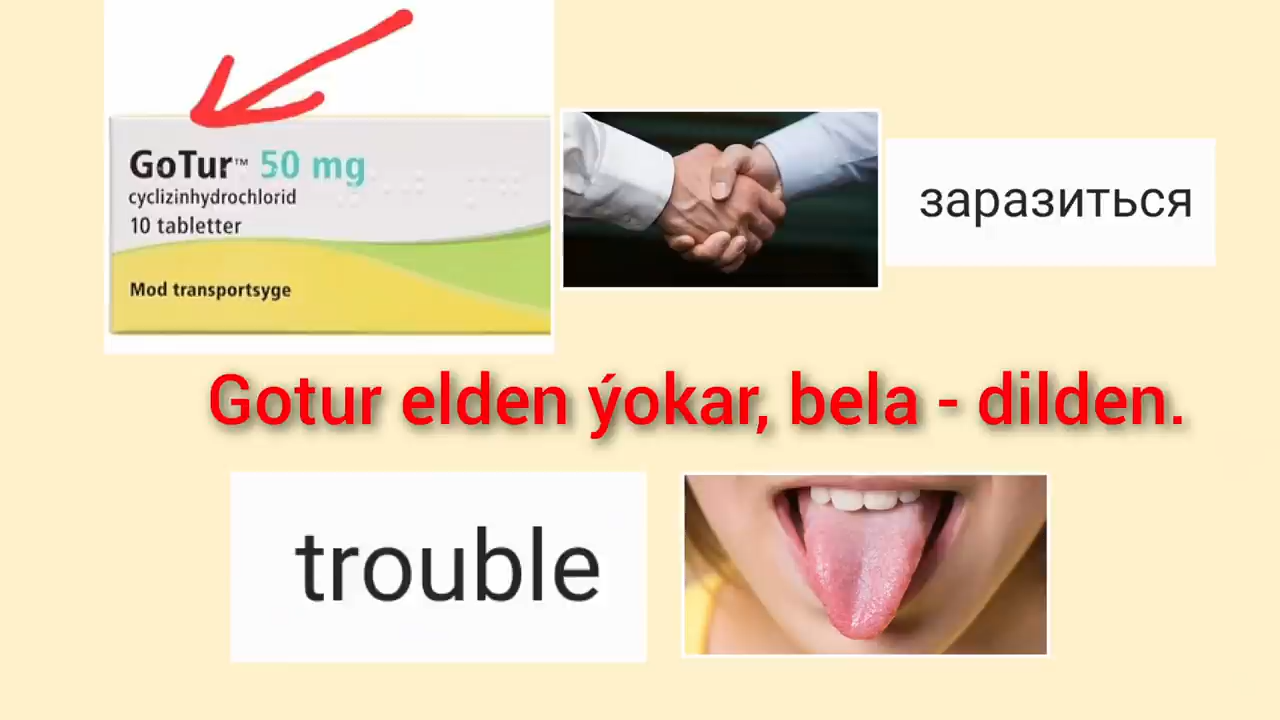 GoTur™ 50 mg
cyclizinhydrochlorid
10 tabletter
Mod transportsyge
заразиться
Gotur elden ýokar, bela - dilden.
trouble